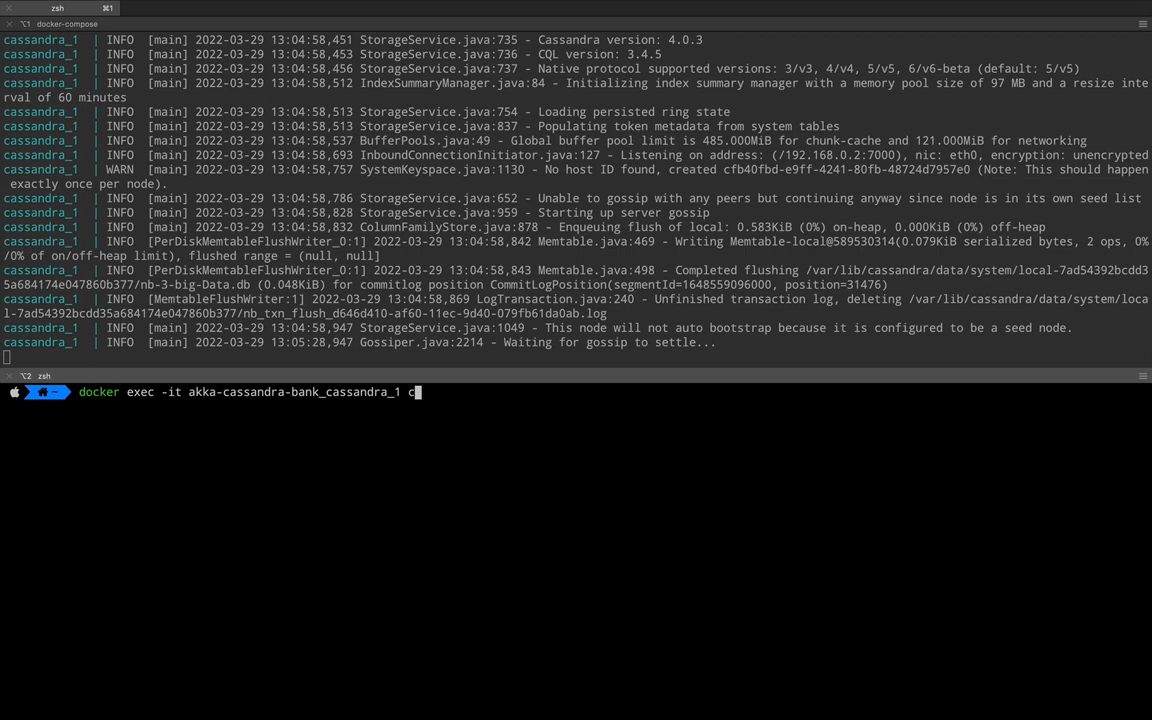 zsh
⌘1
⌥1 docker-compose
cassandra_1 | INFO [main] 2022-03-29 13:04:58,451 StorageService.java:735 - Cassandra version: 4.0.3
cassandra_1 | INFO [main] 2022-03-29 13:04:58,453 StorageService.java:736 - CQL version: 3.4.5
cassandra_1 | INFO [main] 2022-03-29 13:04:58,456 StorageService.java:737 - Native protocol supported versions: 3/v3, 4/v4, 5/v5, 6/v6-beta (default: 5/v5)
cassandra_1 | INFO [main] 2022-03-29 13:04:58,512 IndexSummaryManager.java:84 - Initializing index summary manager with a memory pool size of 97 MB and a resize inte
rval of 60 minutes
cassandra_1 | INFO [main] 2022-03-29 13:04:58,513 StorageService.java:754 - Loading persisted ring state
cassandra_1 | INFO [main] 2022-03-29 13:04:58,513 StorageService.java:837 - Populating token metadata from system tables
cassandra_1 | INFO [main] 2022-03-29 13:04:58,537 BufferPools.java:49 - Global buffer pool limit is 485.000MiB for chunk-cache and 121.000MiB for networking
cassandra_1 | INFO [main] 2022-03-29 13:04:58,693 InboundConnectionInitiator.java:127 - Listening on address: (/192.168.0.2:7000), nic: eth0, encryption: unencrypted
cassandra_1 | WARN [main] 2022-03-29 13:04:58,757 SystemKeyspace.java:1130 - No host ID found, created cfb40fbd-e9ff-4241-80fb-48724d7957e0 (Note: This should happen
exactly once per node).
cassandra_1 | INFO [main] 2022-03-29 13:04:58,786 StorageService.java:652 - Unable to gossip with any peers but continuing anyway since node is in its own seed list
cassandra_1 | INFO [main] 2022-03-29 13:04:58,828 StorageService.java:959 - Starting up server gossip
cassandra_1 | INFO [main] 2022-03-29 13:04:58,832 ColumnFamilyStore.java:878 - Enqueuing flush of local: 0.583KiB (0%) on-heap, 0.000KiB (0%) off-heap
cassandra_1 | INFO [PerDiskMemtableFlushWriter_0:1] 2022-03-29 13:04:58,842 Memtable.java:469 - Writing Memtable-local@589530314(0.079KiB serialized bytes, 2 ops, 0%
/0% of on/off-heap limit), flushed range = (null, null]
cassandra_1 | INFO [PerDiskMemtableFlushWriter_0:1] 2022-03-29 13:04:58,843 Memtable.java:498 - Completed flushing /var/lib/cassandra/data/system/local-7ad54392bcdd3
5a684174e047860b377/nb-3-big-Data.db (0.048KiB) for commitlog position CommitLogPosition(segmentId=1648559096000, position=31476)
cassandra_1 | INFO [MemtableFlushWriter:1] 2022-03-29 13:04:58,869 LogTransaction.java:240 - Unfinished transaction log, deleting /var/lib/cassandra/data/system/loca
l-7ad54392bcdd35a684174e047860b377/nb_txn_flush_d646d410-af60-11ec-9d40-079fb61da0ab.log
cassandra_1 | INFO [main] 2022-03-29 13:04:58,947 StorageService.java:1049 - This node will not auto bootstrap because it is configured to be a seed node.
cassandra_1 | INFO [main] 2022-03-29 13:05:28,947 Gossiper.java:2214 - Waiting for gossip to settle...
⌥2 zsh
~ docker exec -it akka-cassandra-bank_cassandra_1 c